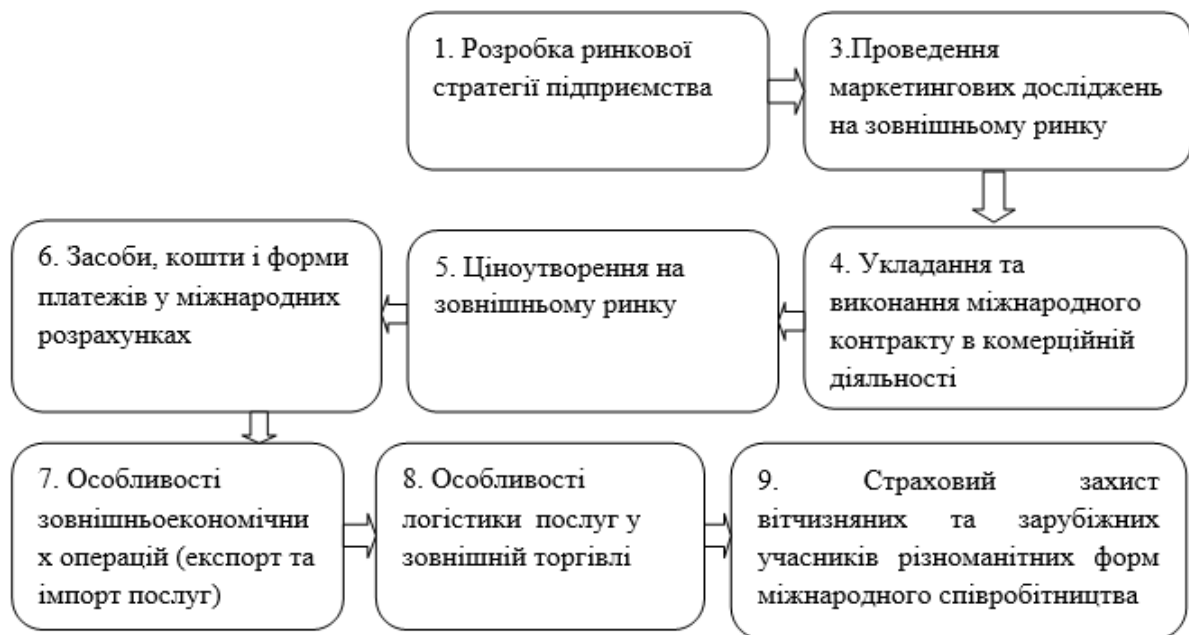 1. Розробка ринкової
стратегії підприємства
3.Проведення
маркетингових досліджень
на зовнішньому ринку
4. Укладання та
виконання міжнародного
контракту в комерційній
діяльності
5. Ціноутворення на
зовнішньому ринку
6. Засоби, кошти і форми
платежів у міжнародних
розрахунках
7. Особливості
зовнішньоекономічни
х операцій (експорт та
імпорт послуг)
8. Особливості
логістики послуг у
зовнішній торгівлі
9. Страховий захист
вітчизняних та зарубіжних
учасників різноманітних форм
міжнародного співробітництва